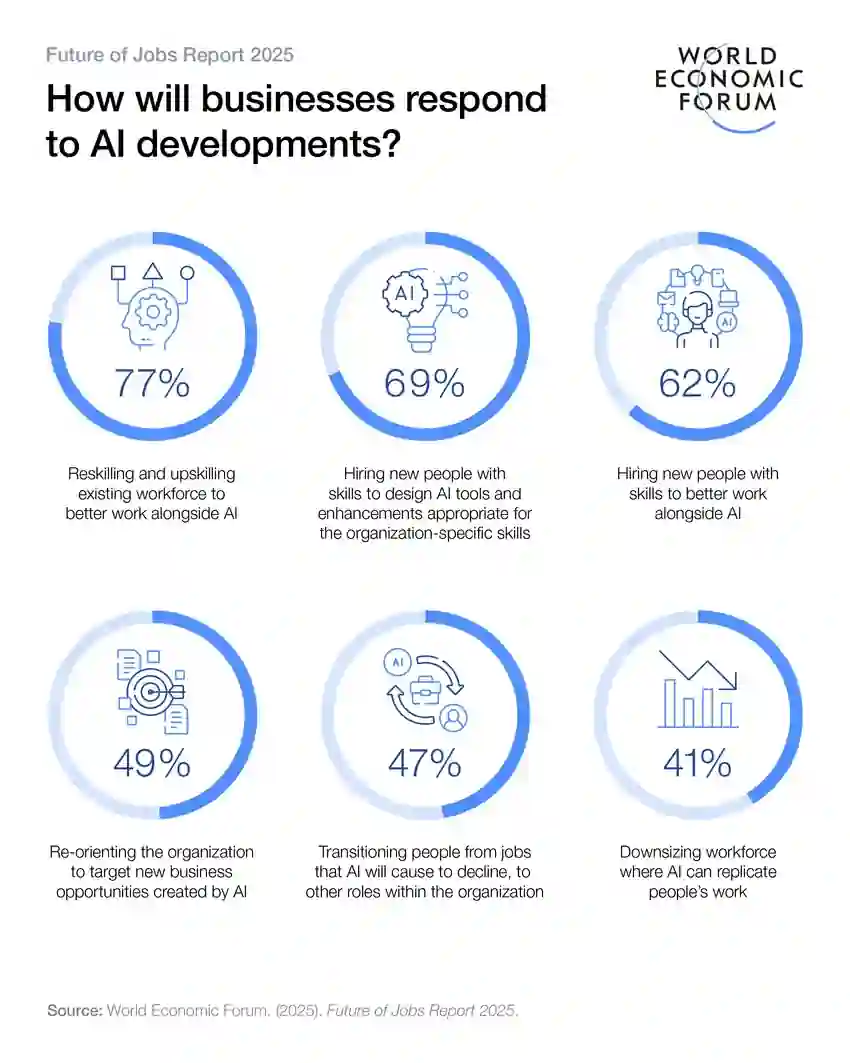 Future of Jobs Report 2025
How will businesses respond
to AI developments?
WORLD
ECONOMIC
FORUM
AI
AI
77%
69%
62%
Reskilling and upskilling
existing workforce to
better work alongside AI
Hiring new people with
skills to design AI tools and
enhancements appropriate for
the organization-specific skills
Hiring new people with
skills to better work
alongside AI
AI
49%
47%
41%
Re-orienting the organization
to target new business
opportunities created by AI
Transitioning people from jobs
that AI will cause to decline, to
other roles within the organization
Downsizing workforce
where AI can replicate
people's work
Source: World Economic Forum. (2025). Future of Jobs Report 2025.